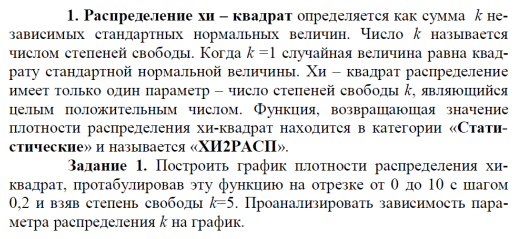 1. Распределение хи – квадрат определяется как сумма k не-
зависимых стандартных нормальных величин. Число k называется
числом степеней свободы. Когда k =1 случайная величина равна квад-
рату стандартной нормальной величины. Хи – квадрат распределение
имеет только один параметр – число степеней свободы k, являющийся
целым положительным числом. Функция, возвращающая значение
плотности распределения хи-квадрат находится в категории «Стати-
стические» и называется «ХИ2РАСП».
Задание 1. Построить график плотности распределения хи-
квадрат, протабулировав эту функцию на отрезке от 0 до 10 с шагом
0,2 и взяв степень свободы k=5. Проанализировать зависимость пара-
метра распределения k на график.